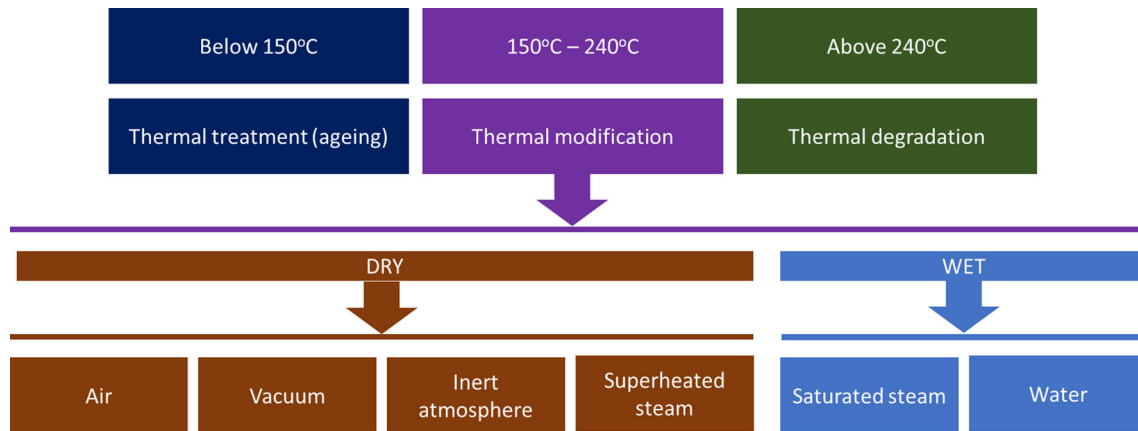 Below 150°C
150°C – 240°C
Above 240°C
Thermal treatment (ageing)
Thermal modification
Thermal degradation
DRY
WET
Air
Vacuum
Inert
atmosphere
Superheated
steam
Saturated steam
Water